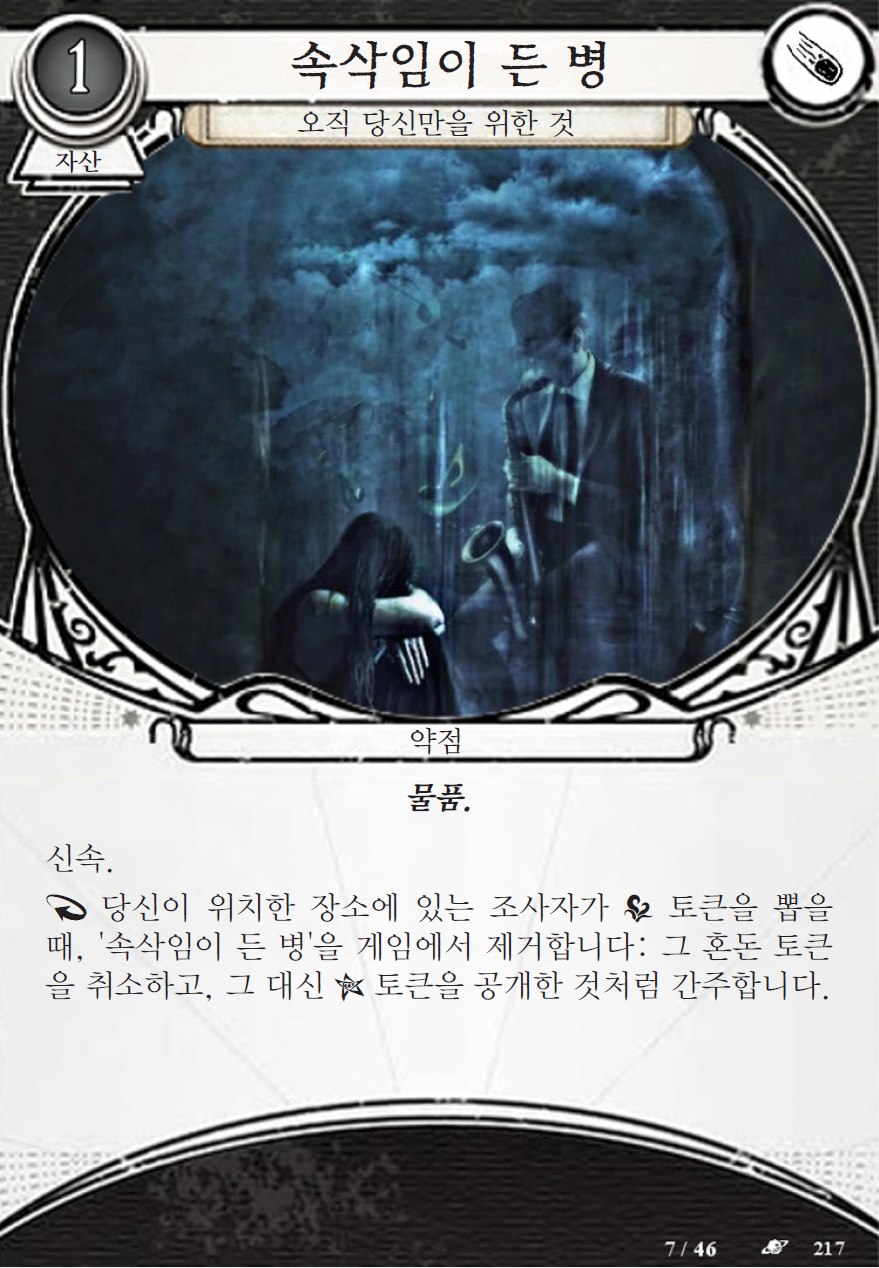 1
속삭임이 든 병
오직 당신만을 위한 것
자산
약점
물품.
신속.
당신이 위치한 장소에 있는 조사자가 토큰을 뽑을
때, '속삭임이 든 병'을 게임에서 제거합니다: 그 혼돈 토큰
을 취소하고, 그 대신 토큰을 공개한 것처럼 간주합니다.
7 / 46 217